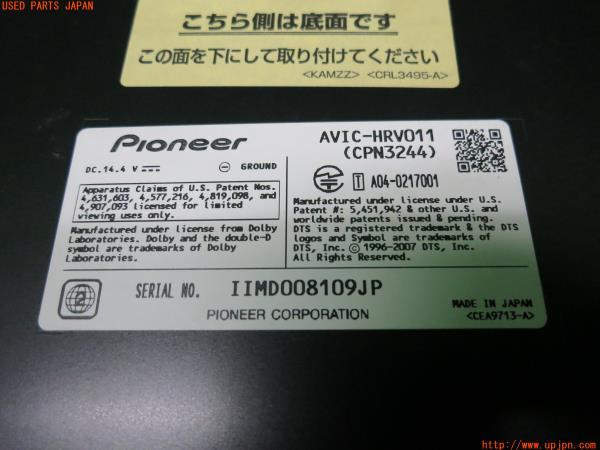 USED PARTS JAPAN
こちら側は底面です
この面を下にして取り付けてください
<KAMZZ> <CRL3495-A>
Pioneer
AVIC-HRV011
(CPN3244)
DC.14.4 V
GROUND
T A04-0217001
Apparatus Claims of U.S. Patent Nos.
4,631,603, 4,577,216, 4,819,098, and
4,907,093 licensed for limited
viewing uses only.
Manufactured under license from Dolby
Laboratories. Dolby and the double-D
symbol are trademarks of Dolby
Laboratories.
Manufactured under license under U.S.
Patent #: 5,451,942 & other U.S. and
worldwide patents issued & pending.
DTS is a registered trademark & the DTS
logos and Symbol are trademarks of
DTS, Inc. © 1996-2007 DTS, Inc.
All Rights Reserved.
2
SERIAL NO. IIMD008109JP
PIONEER CORPORATION
MADE IN JAPAN
<CEA9713-A>
http://www.upjpn.com/